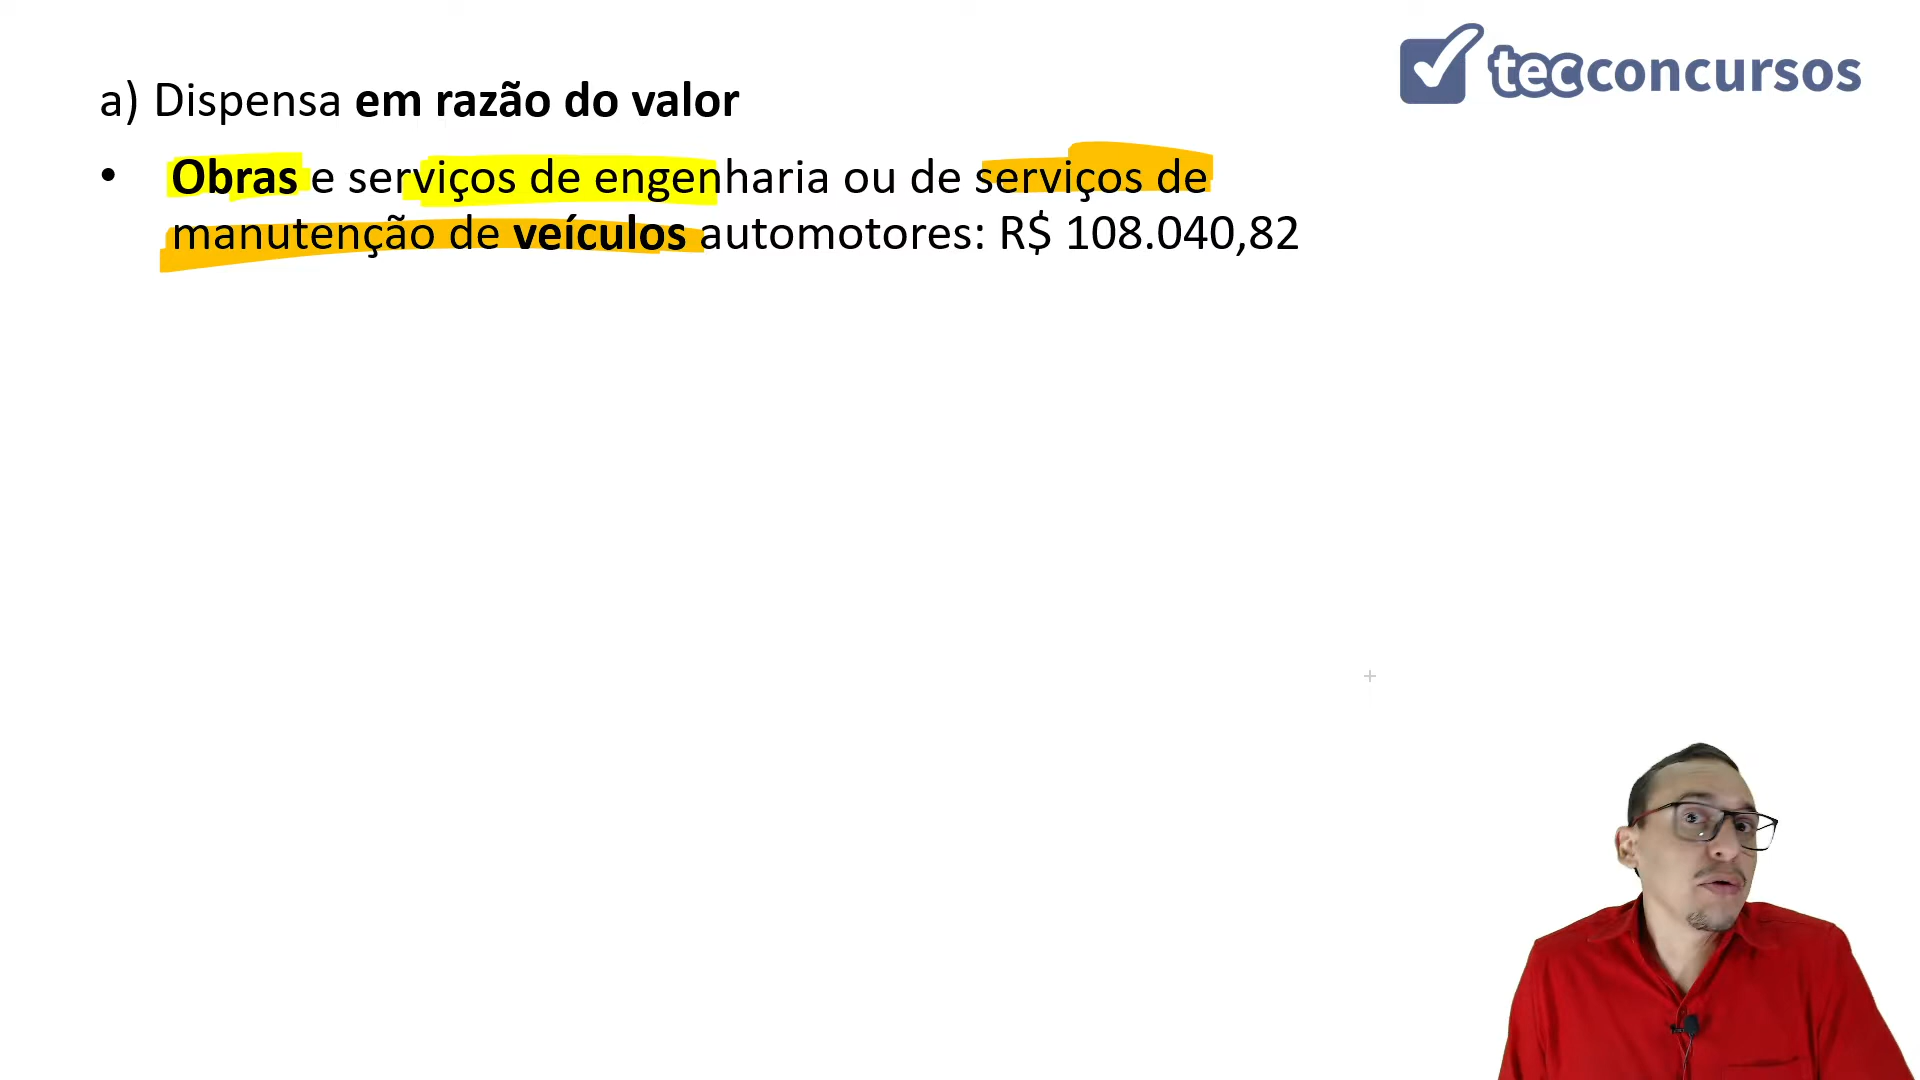 tecconcursos
a) Dispensa em razão do valor
• Obras e serviços de engenharia ou de serviços de
manutenção de veículos automotores: R$ 108.040,82